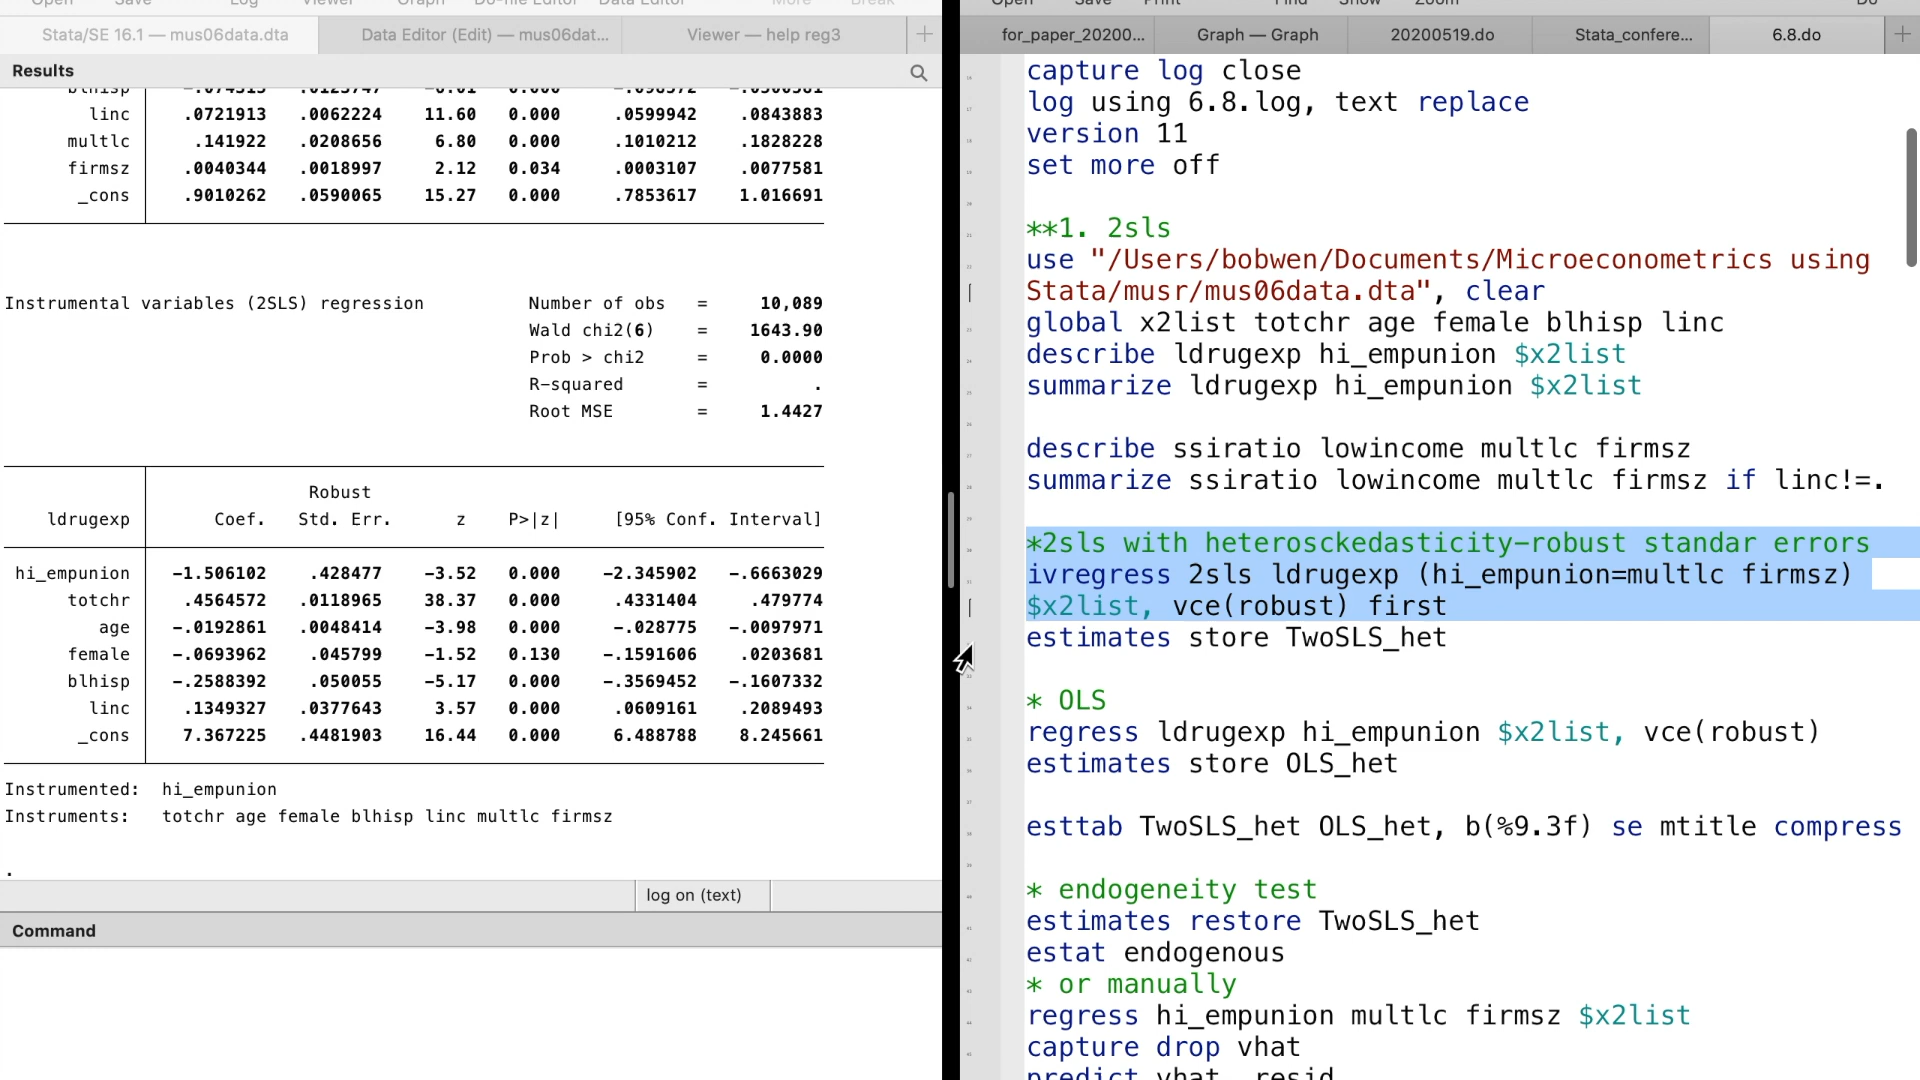 Stata/SE 16.1 — mus06data.dta
Data Editor (Edit) — mus06dat...
Viewer — help reg3
Results
linc .0721913 .0062224 11.60 0.000 .0599942 .0843883
multlc .141922 .0208656 6.80 0.000 .1010212 .1828228
firmsz .0040344 .0018997 2.12 0.034 .0003107 .0077581
_cons .9010262 .0590065 15.27 0.000 .7853617 1.016691
Instrumental variables (2SLS) regression Number of obs = 10,089
Wald chi2(6) = 1643.90
Prob > chi2 = 0.0000
R-squared = .
Root MSE = 1.4427
Robust
ldrugexp Coef. Std. Err. z P>|z| [95% Conf. Interval]
hi_empunion -1.506102 .428477 -3.52 0.000 -2.345902 -.6663029
totchr .4564572 .0118965 38.37 0.000 .4331404 .479774
age -.0192861 .0048414 -3.98 0.000 -.028775 -.0097971
female -.0693962 .045799 -1.52 0.130 -.1591606 .0203681
blhisp -.2588392 .050055 -5.17 0.000 -.3569452 -.1607332
linc .1349327 .0377643 3.57 0.000 .0609161 .2089493
_cons 7.367225 .4481903 16.44 0.000 6.488788 8.245661
Instrumented: hi_empunion
Instruments: totchr age female blhisp linc multlc firmsz
.
log on (text)
Command
for_paper_20200...
Graph — Graph
20200519.do
Stata_confere...
6.8.do
capture log close
log using 6.8.log, text replace
version 11
set more off
**1. 2sls
use "/Users/bobwen/Documents/Microeconometrics using
Stata/musr/mus06data.dta", clear
global x2list totchr age female blhisp linc
describe ldrugexp hi_empunion $x2list
summarize ldrugexp hi_empunion $x2list
describe ssiratio lowincome multlc firmsz
summarize ssiratio lowincome multlc firmsz if linc!=.
*2sls with heterosckedasticity-robust standar errors
ivregress 2sls ldrugexp (hi_empunion=multlc firmsz)
$x2list, vce(robust) first
estimates store TwoSLS_het
* OLS
regress ldrugexp hi_empunion $x2list, vce(robust)
estimates store OLS_het
esttab TwoSLS_het OLS_het, b(%9.3f) se mtitle compress
* endogeneity test
estimates restore TwoSLS_het
estat endogenous
* or manually
regress hi_empunion multlc firmsz $x2list
capture drop vhat
predict vhat, resid